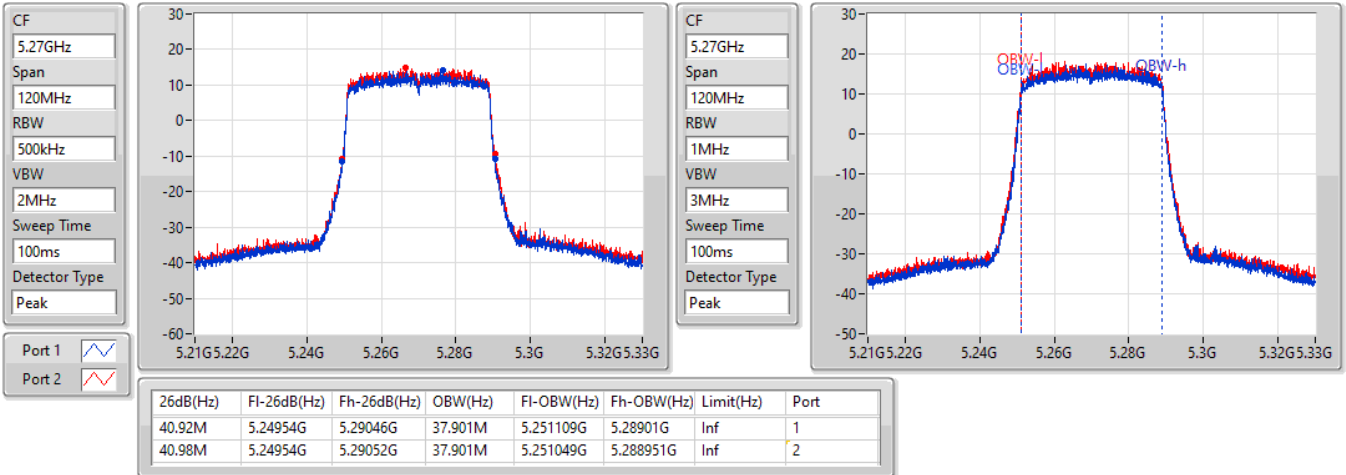 CF
5.27GHz
Span
120MHz
RBW
500kHz
VBW
2MHz
Sweep Time
100ms
Detector Type
Peak
Port 1
Port 2
30
20
10
0
-10
-20
-30
-40
-50
-60
5.21G 5.22G 5.24G 5.26G 5.28G 5.3G 5.32G 5.33G
CF
5.27GHz
Span
120MHz
RBW
1MHz
VBW
3MHz
Sweep Time
100ms
Detector Type
Peak
30
20
10
0
-10
-20
-30
-40
-50
OBW-l
OBW-
OBW-h
5.21G 5.22G 5.24G 5.26G 5.28G 5.3G 5.32G 5.33G
26dB(Hz) Fl-26dB(Hz) Fh-26dB(Hz) OBW(Hz) Fl-OBW(Hz) Fh-OBW(Hz) Limit(Hz) Port
40.92M 5.24954G 5.29046G 37.901M 5.251109G 5.28901G Inf 1
40.98M 5.24954G 5.29052G 37.901M 5.251049G 5.288951G Inf 2